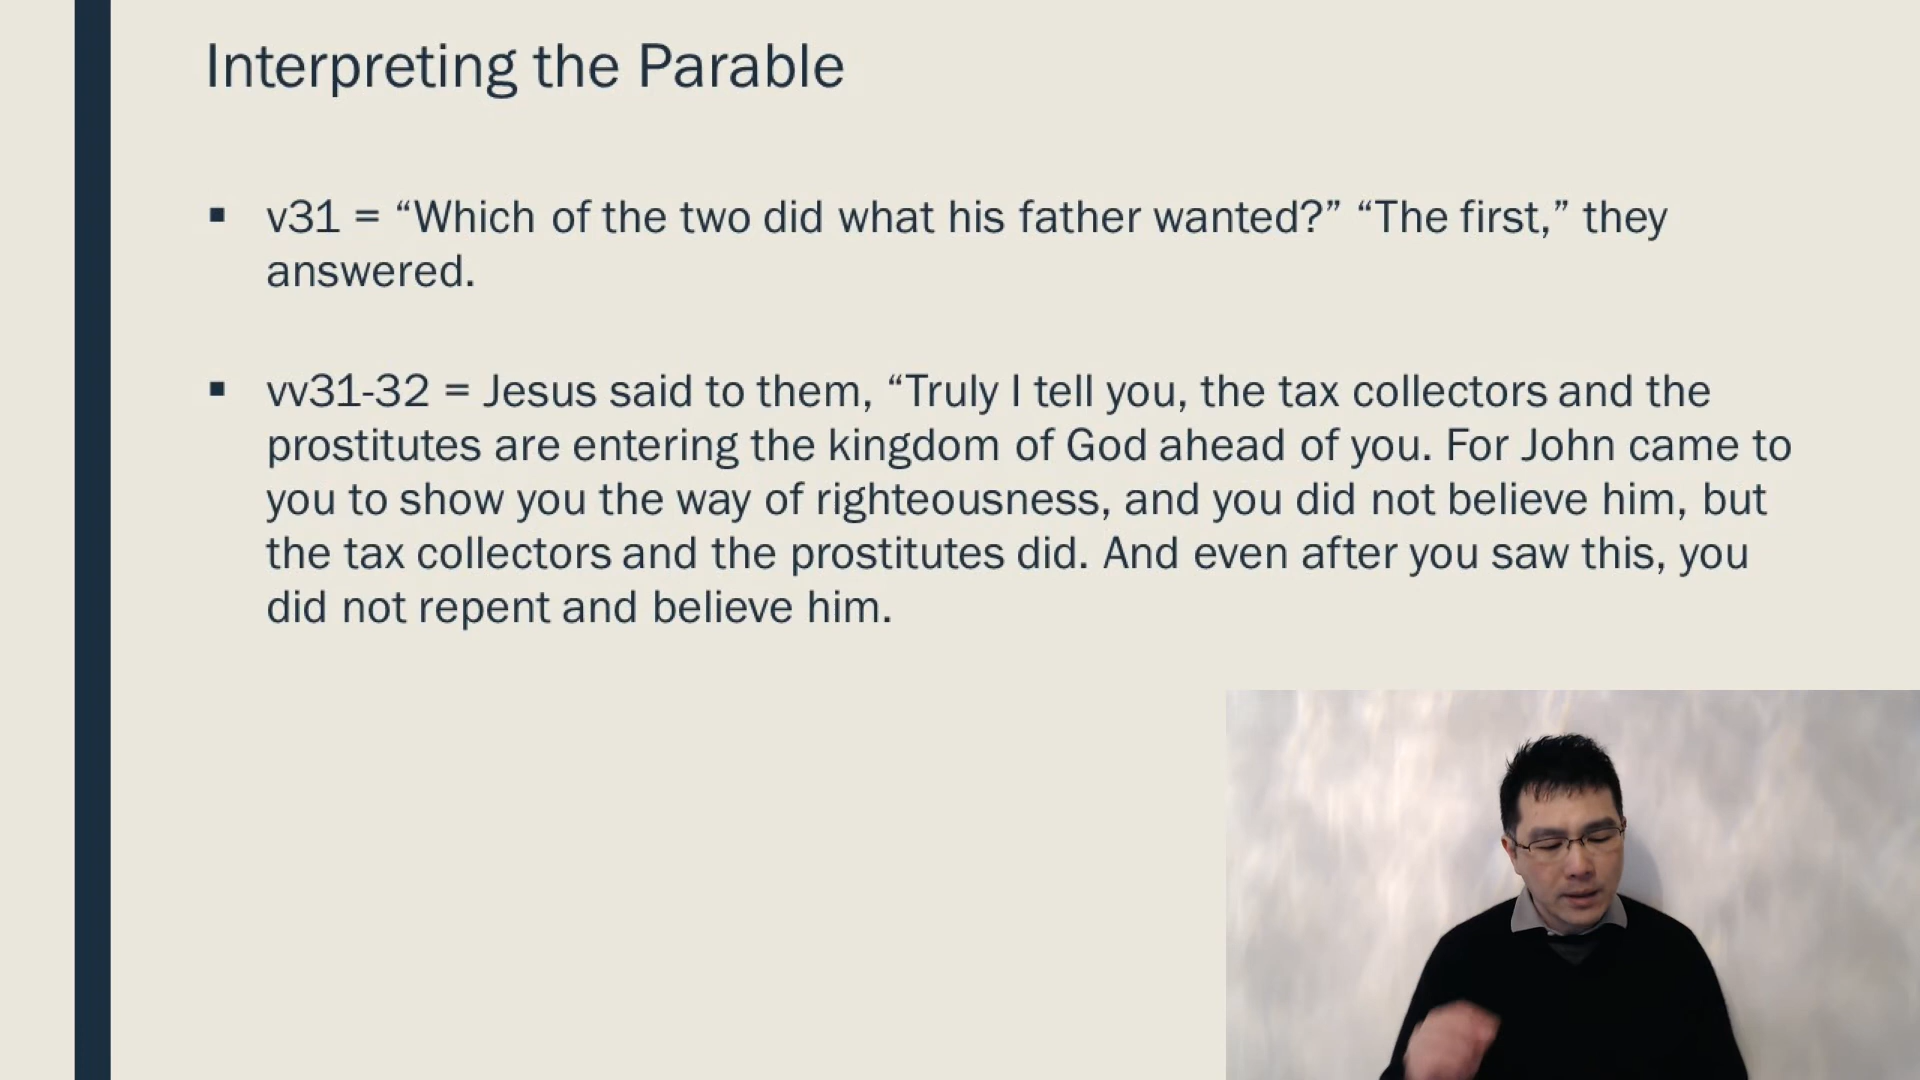 Interpreting the Parable
▪ v31 = “Which of the two did what his father wanted?” “The first,” they
answered.
▪ vv31-32 = Jesus said to them, “Truly I tell you, the tax collectors and the
prostitutes are entering the kingdom of God ahead of you. For John came to
you to show you the way of righteousness, and you did not believe him, but
the tax collectors and the prostitutes did. And even after you saw this, you
did not repent and believe him.